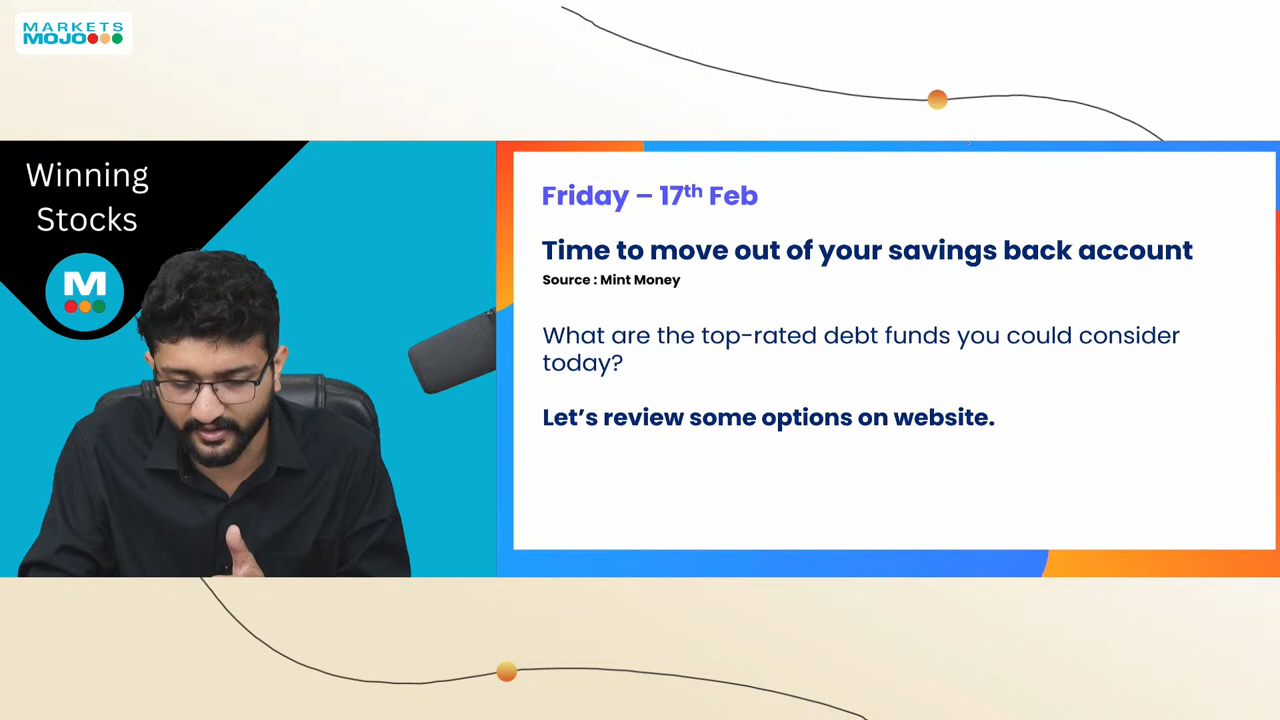 MARKETS
MOJO
Winning
Stocks
M
Friday – 17th Feb
Time to move out of your savings back account
Source : Mint Money
What are the top-rated debt funds you could consider
today?
Let's review some options on website.